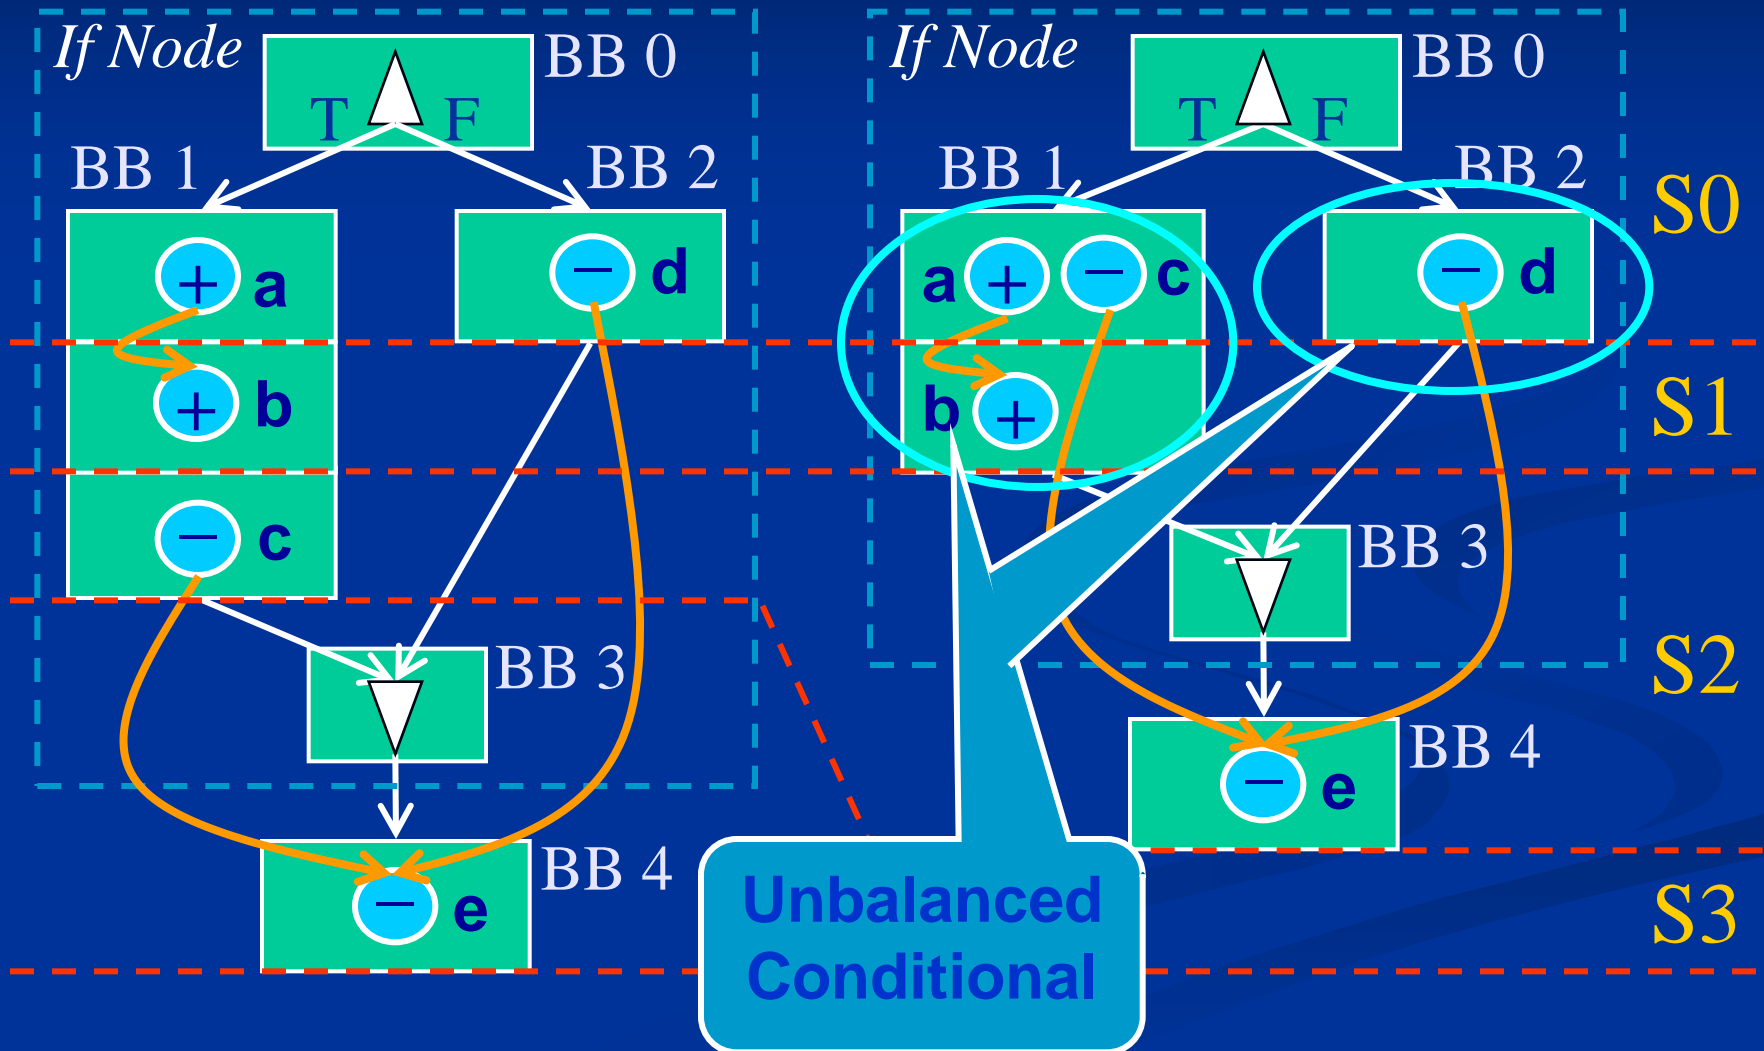 If Node
BB 0
T F
BB 1
BB 2
+ a
− d
+ b
− c
BB 3
BB 4
− e
If Node
BB 0
T F
BB 1
BB 2
a + − c
− d
b +
BB 3
BB 4
− e
S0
S1
S2
S3
Unbalanced
Conditional